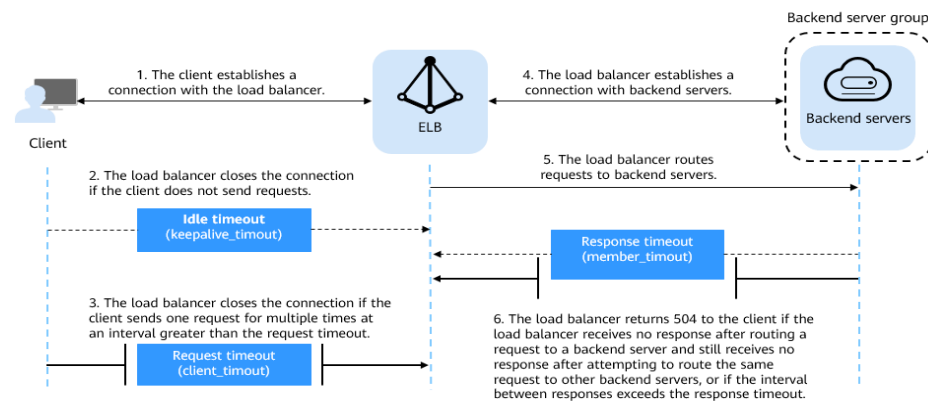 Backend server group
1. The client establishes a
connection with the load balancer.
4. The load balancer establishes a
connection with backend servers.
ELB
Backend servers
Client
5. The load balancer routes
requests to backend servers.
2. The load balancer closes the connection
if the client does not send requests.
Idle timeout
(keepalive_timout)
Response timeout
(member_timout)
3. The load balancer closes the connection if the
client sends one request for multiple times at
an interval greater than the request timeout.
Request timeout
(client_timout)
6. The load balancer returns 504 to the client if the
load balancer receives no response after routing a
request to a backend server and still receives no
response after attempting to route the same
request to other backend servers, or if the interval
between responses exceeds the response timeout.